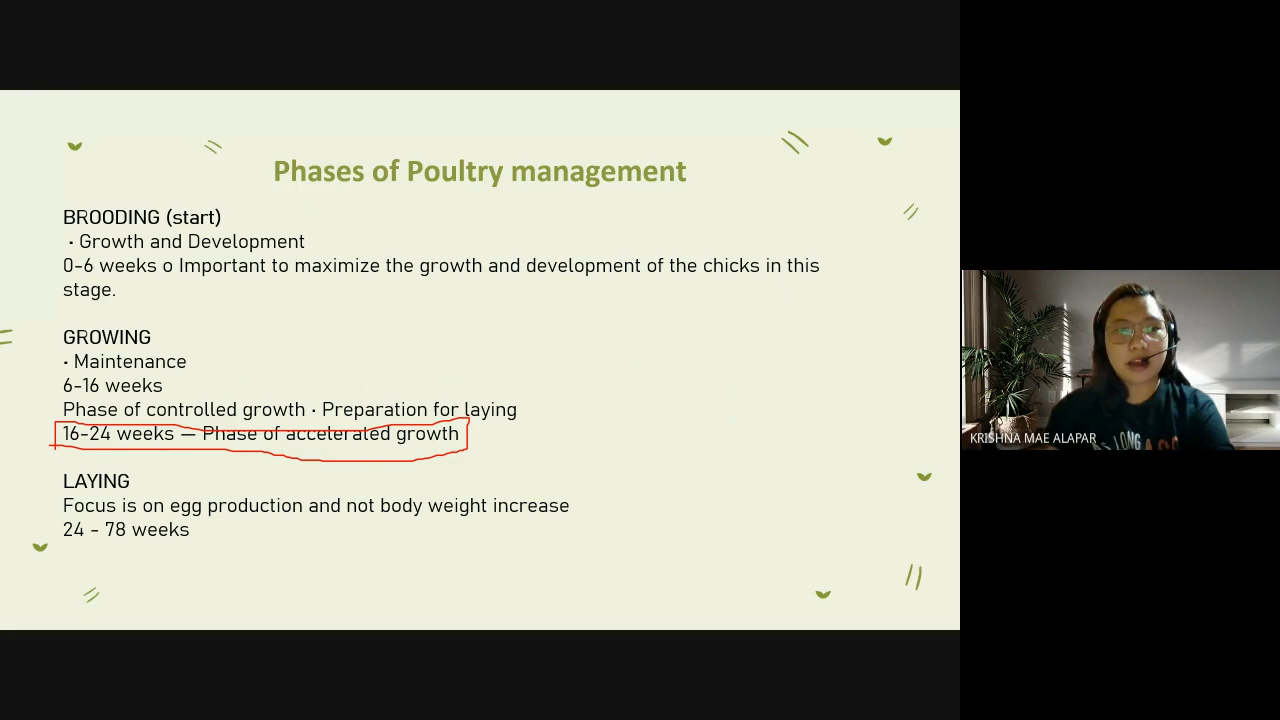 Phases of Poultry management
BROODING (start)
· Growth and Development
0-6 weeks o Important to maximize the growth and development of the chicks in this
stage.
GROWING
· Maintenance
6-16 weeks
Phase of controlled growth · Preparation for laying
16-24 weeks — Phase of accelerated growth
LAYING
Focus is on egg production and not body weight increase
24 - 78 weeks
KRISHNA MAE ALAPAR